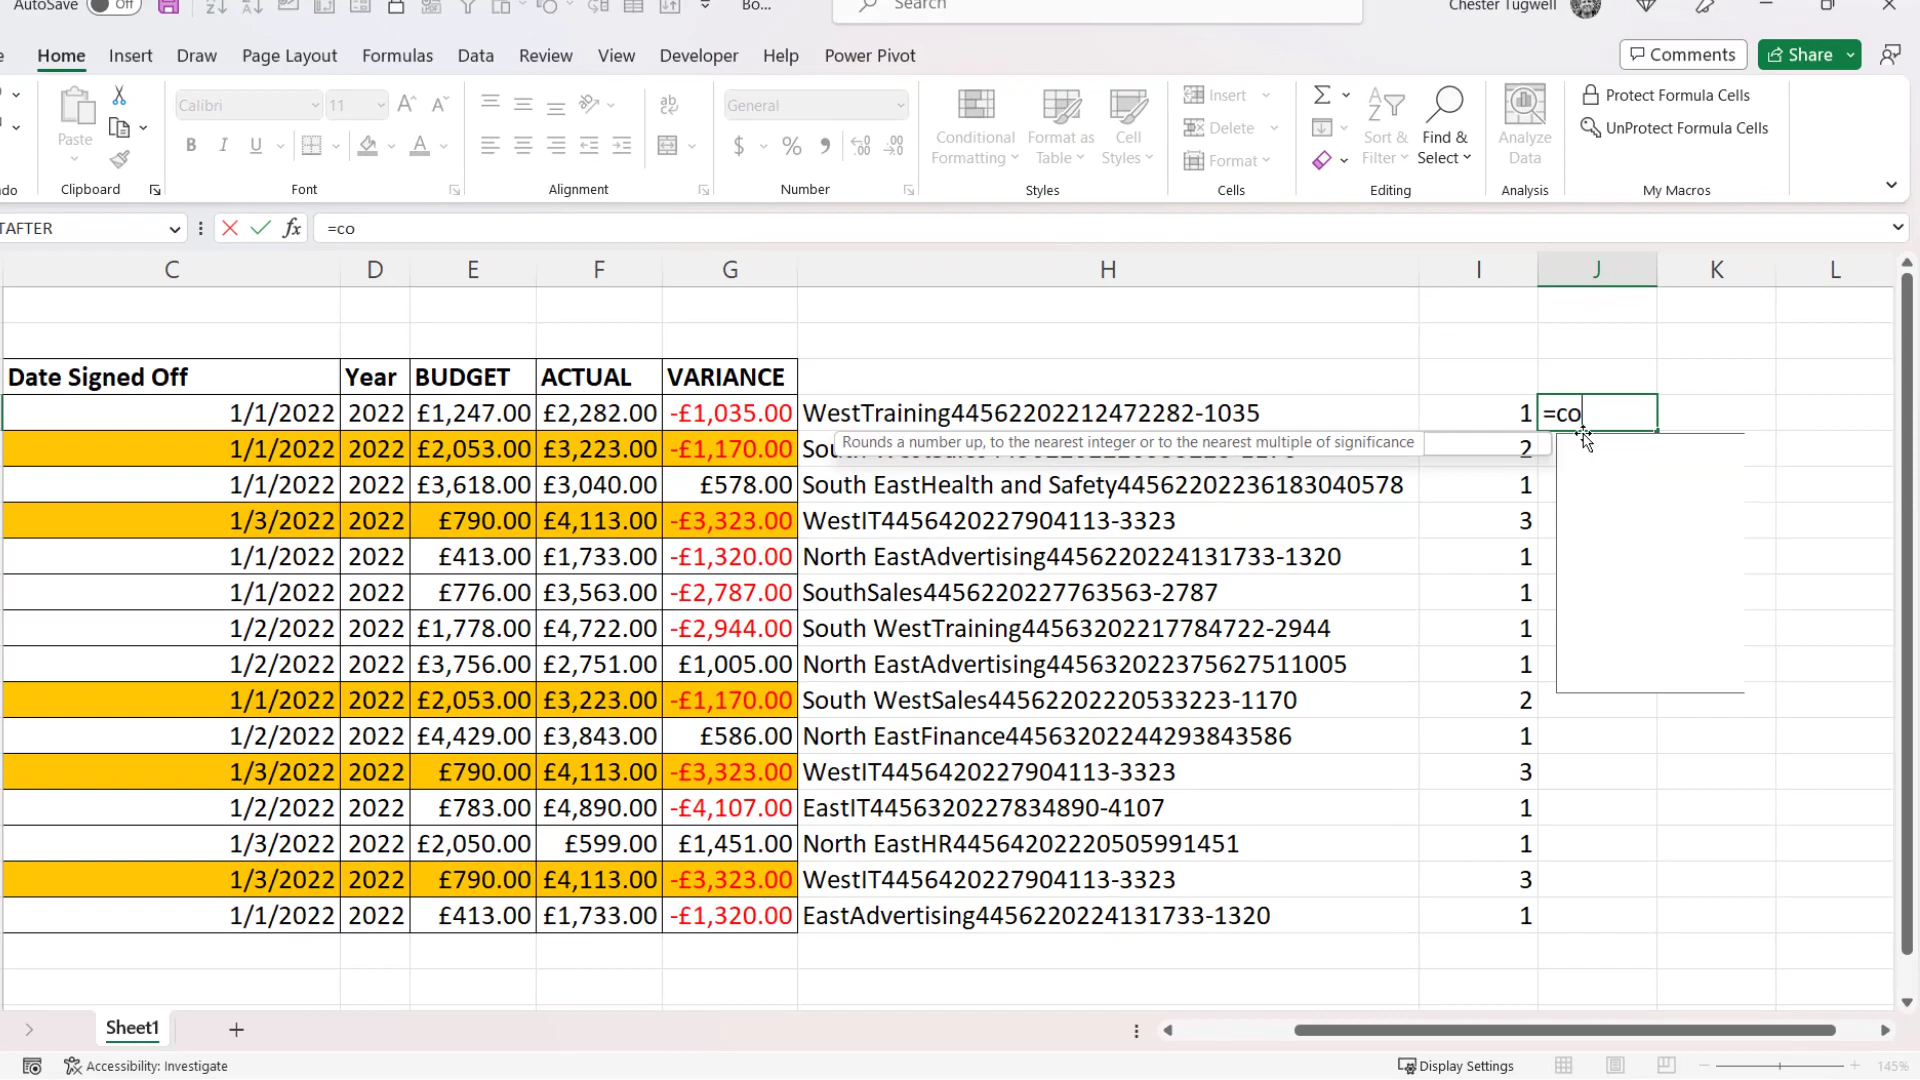 AutoSave Off Bo... Search Chester Tugwell
Home Insert Draw Page Layout Formulas Data Review View Developer Help Power Pivot Comments Share
Paste Calibri 11 General Conditional Formatting Format as Table Cell Styles Insert Delete Format Sort & Filter Find & Select Analyze Data Protect Formula Cells UnProtect Formula Cells
B I U A $ % ab
Clipboard Font Alignment Number Styles Cells Editing Analysis My Macros
TAFTER fx =co
C D E F G H I J K L
Date Signed Off Year BUDGET ACTUAL VARIANCE
1/1/2022 2022 £1,247.00 £2,282.00 -£1,035.00 WestTraining44562202212472282-1035 1 =co
Rounds a number up, to the nearest integer or to the nearest multiple of significance
1/1/2022 2022 £2,053.00 £3,223.00 -£1,170.00 Sou 2
1/1/2022 2022 £3,618.00 £3,040.00 £578.00 South EastHealth and Safety44562202236183040578 1
1/3/2022 2022 £790.00 £4,113.00 -£3,323.00 WestIT4456420227904113-3323 3
1/1/2022 2022 £413.00 £1,733.00 -£1,320.00 North EastAdvertising4456220224131733-1320 1
1/1/2022 2022 £776.00 £3,563.00 -£2,787.00 SouthSales4456220227763563-2787 1
1/2/2022 2022 £1,778.00 £4,722.00 -£2,944.00 South WestTraining44563202217784722-2944 1
1/2/2022 2022 £3,756.00 £2,751.00 £1,005.00 North EastAdvertising445632022375627511005 1
1/1/2022 2022 £2,053.00 £3,223.00 -£1,170.00 South WestSales44562202220533223-1170 2
1/2/2022 2022 £4,429.00 £3,843.00 £586.00 North EastFinance44563202244293843586 1
1/3/2022 2022 £790.00 £4,113.00 -£3,323.00 WestIT4456420227904113-3323 3
1/2/2022 2022 £783.00 £4,890.00 -£4,107.00 EastIT4456320227834890-4107 1
1/3/2022 2022 £2,050.00 £599.00 £1,451.00 North EastHR44564202220505991451 1
1/3/2022 2022 £790.00 £4,113.00 -£3,323.00 WestIT4456420227904113-3323 3
1/1/2022 2022 £413.00 £1,733.00 -£1,320.00 EastAdvertising4456220224131733-1320 1
Sheet1
Accessibility: Investigate Display Settings 145%